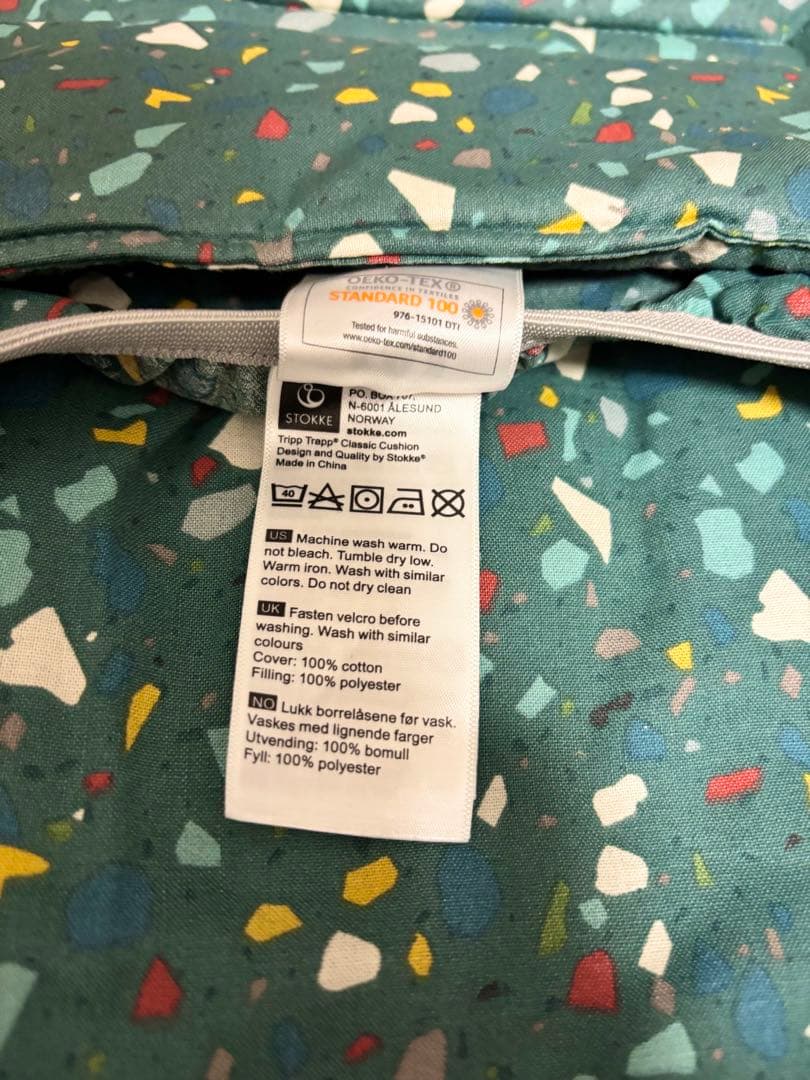 OEKO-TEX®
CONFIDENCE IN TEXTILES
STANDARD 100
976-15101 DTI
Tested for harmful substances.
www.oeko-tex.com/standard100
STOKKE
PO. BOX 707,
N-6001 ÅLESUND
NORWAY
stokke.com
Tripp Trapp® Classic Cushion
Design and Quality by Stokke®
Made in China
40
US Machine wash warm. Do
not bleach. Tumble dry low.
Warm iron. Wash with similar
colors. Do not dry clean
UK Fasten velcro before
washing. Wash with similar
colours
Cover: 100% cotton
Filling: 100% polyester
NO Lukk borrelåsene før vask.
Vaskes med lignende farger
Utvending: 100% bomull
Fyll: 100% polyester